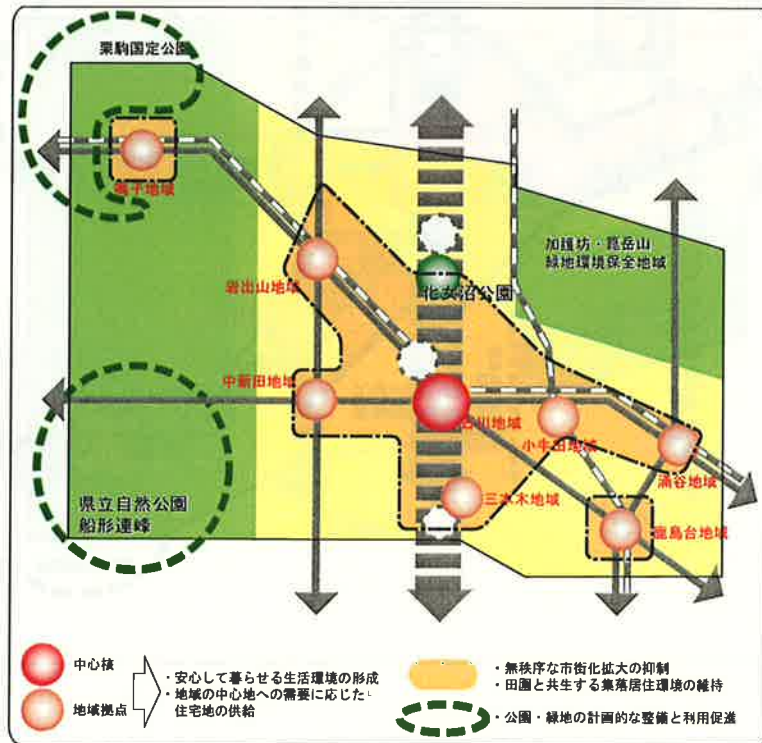 栗駒国定公園
鳴子地域
加護坊・箟岳山
緑地環境保全地域
岩出山地域
化女沼公園
中新田地域
古川地域
小牛田地域
涌谷地域
県立自然公園
船形連峰
三本木地域
鹿島台地域
中心核
地域拠点
・安心して暮らせる生活環境の形成
・地域の中心地への需要に応じた
住宅地の供給
・無秩序な市街化拡大の抑制
・田園と共生する集落居住環境の維持
・公園・緑地の計画的な整備と利用促進